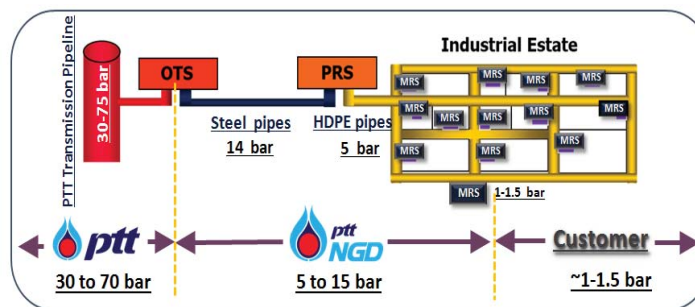 PTT Transmission Pipeline
30-75 bar
OTS
Steel pipes
14 bar
PRS
HDPE pipes
5 bar
Industrial Estate
MRS MRS MRS MRS
MRS MRS MRS MRS MRS
MRS MRS MRS
MRS 1-1.5 bar
ptt
30 to 70 bar
ptt
NGD
5 to 15 bar
Customer
~1-1.5 bar